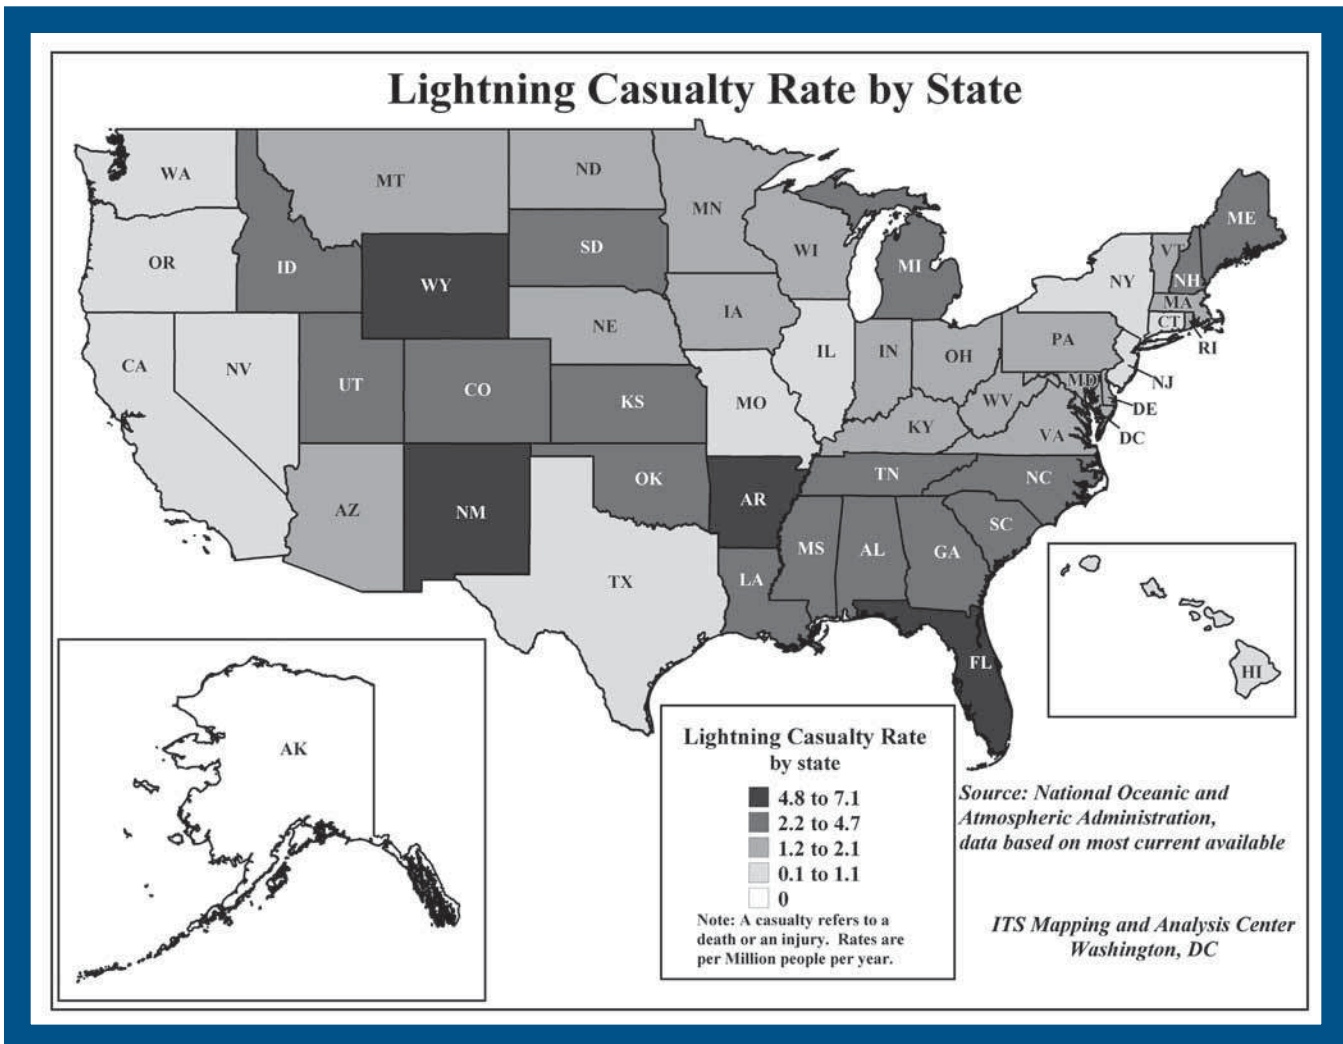 Lightning Casualty Rate by State
WA
MT
ND
MN
ME
OR
ID
WY
SD
WI
MI
NY
VT
NH
MA
CT
RI
CA
NV
UT
CO
NE
KS
IA
MO
IL
IN
OH
PA
NJ
MD
DE
DC
WV
VA
KY
AZ
NM
OK
AR
TN
NC
SC
MS
AL
GA
LA
TX
FL
HI
AK
Lightning Casualty Rate
by state
4.8 to 7.1
2.2 to 4.7
1.2 to 2.1
0.1 to 1.1
0
Note: A casualty refers to a
death or an injury. Rates are
per Million people per year.
Source: National Oceanic and
Atmospheric Administration,
data based on most current available
ITS Mapping and Analysis Center
Washington, DC